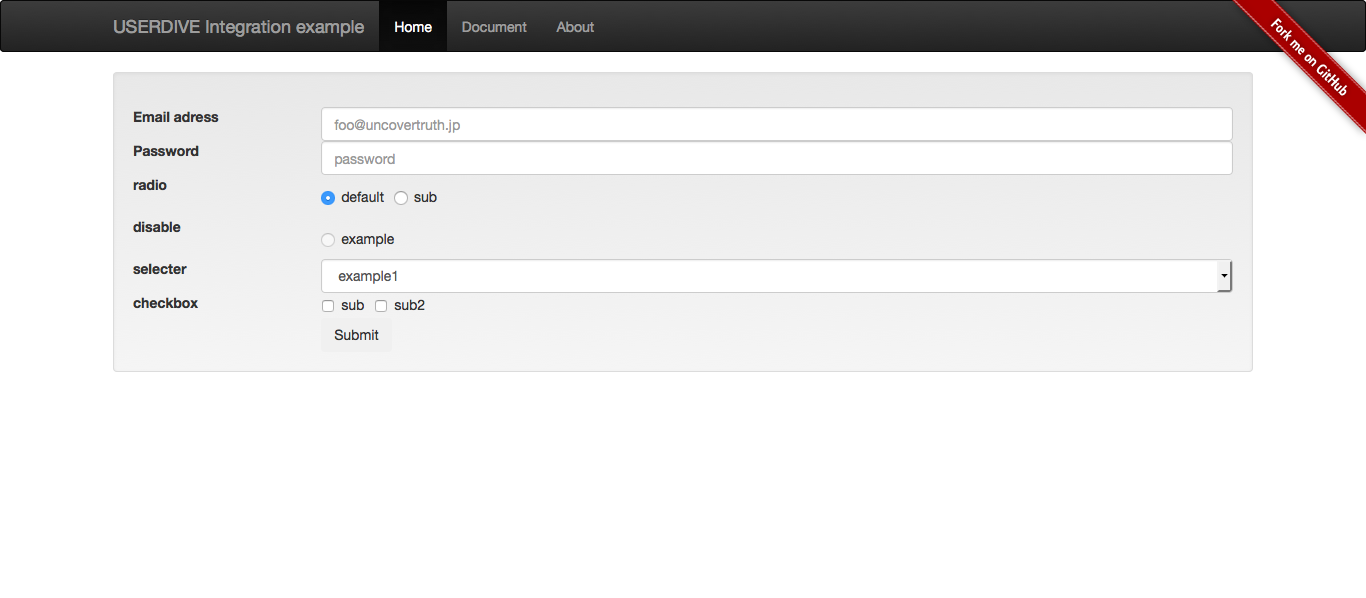 USERDIVE Integration example Home Document About
Fork me on GitHub
Email adress foo@uncovertruth.jp
Password password
radio default sub
disable example
selecter example1
checkbox sub sub2
Submit